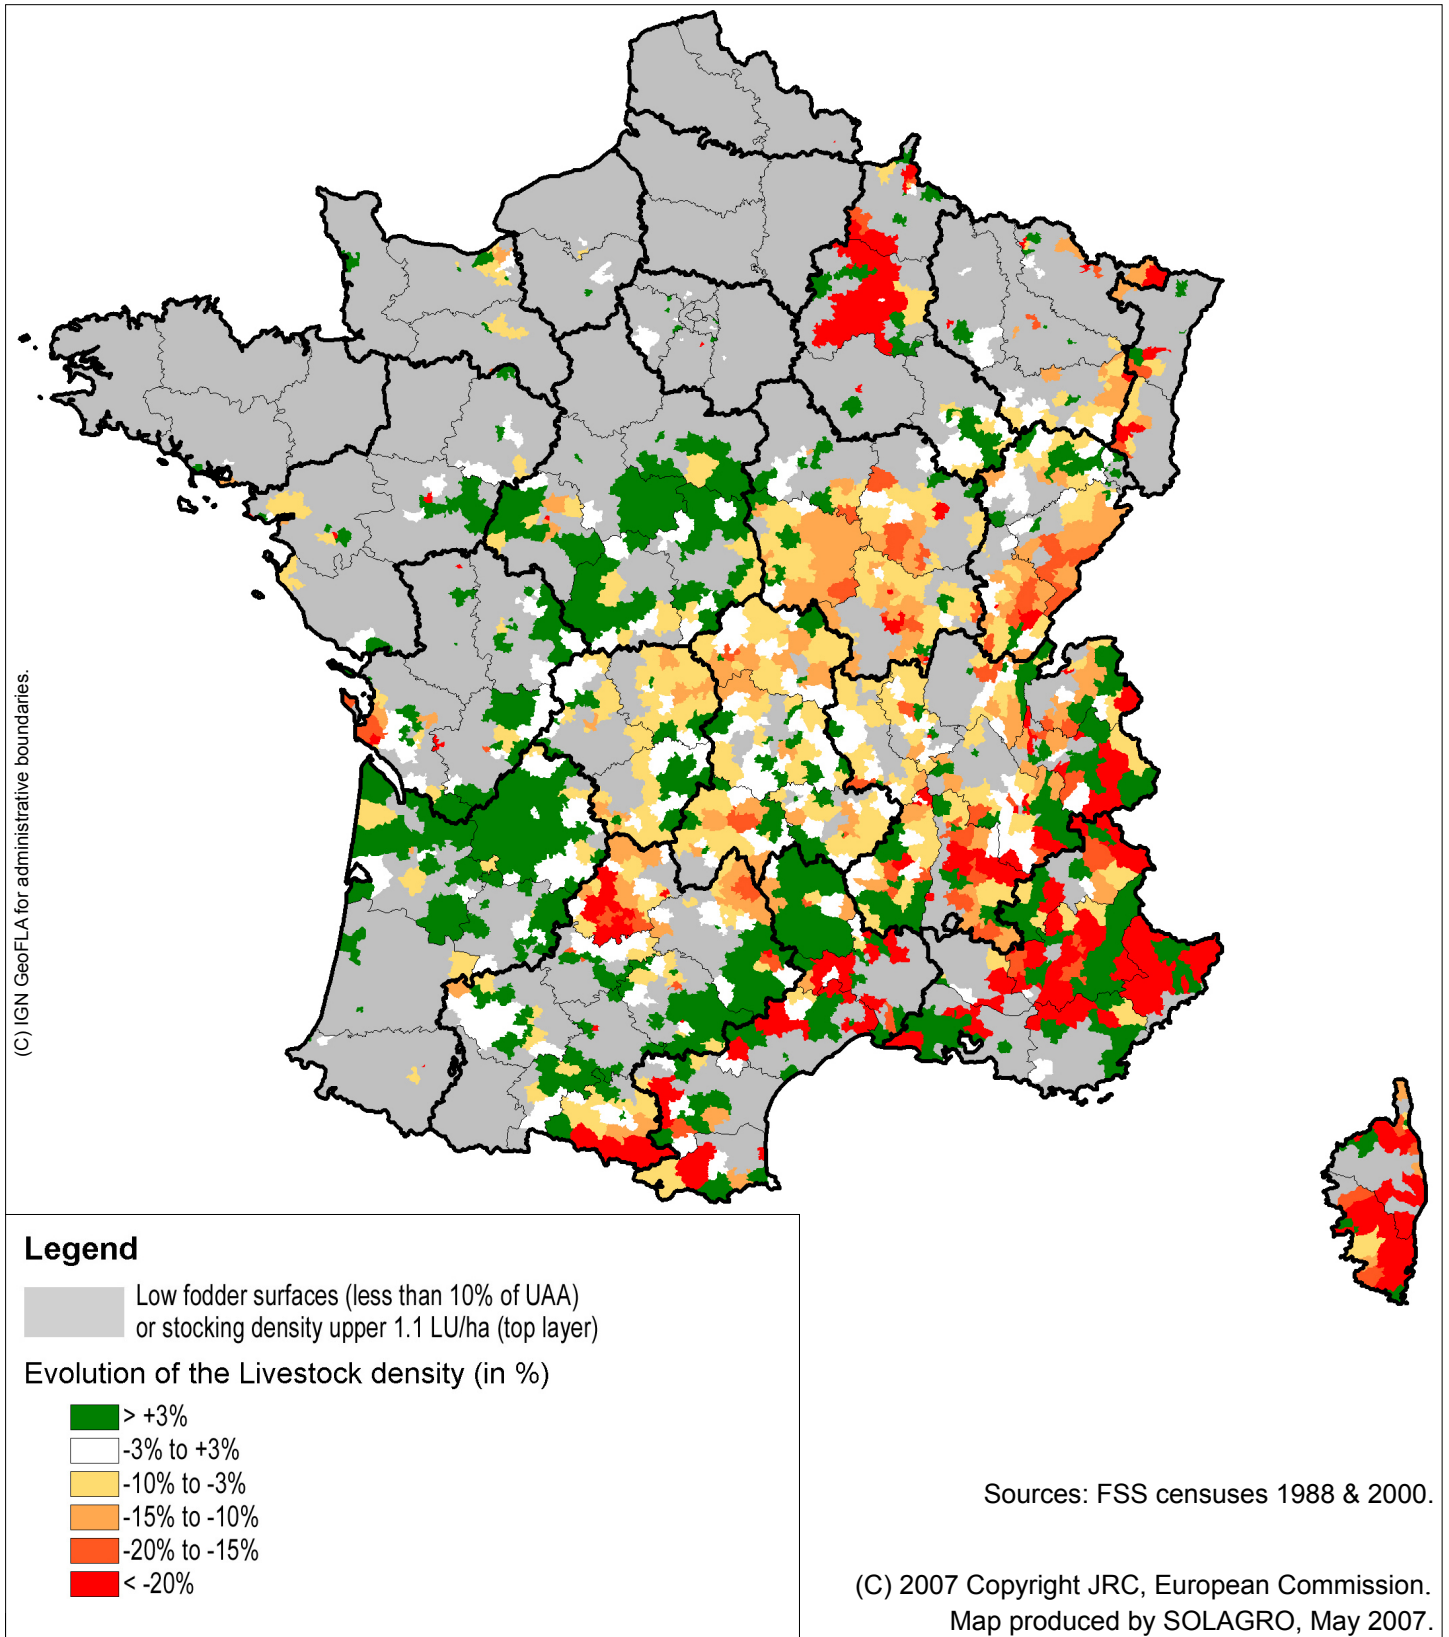 (C) IGN GeoFLA for administrative boundaries.
Legend
Low fodder surfaces (less than 10% of UAA)
or stocking density upper 1.1 LU/ha (top layer)
Evolution of the Livestock density (in %)
> +3%
-3% to +3%
-10% to -3%
-15% to -10%
-20% to -15%
< -20%
Sources: FSS censuses 1988 & 2000.
(C) 2007 Copyright JRC, European Commission.
Map produced by SOLAGRO, May 2007.